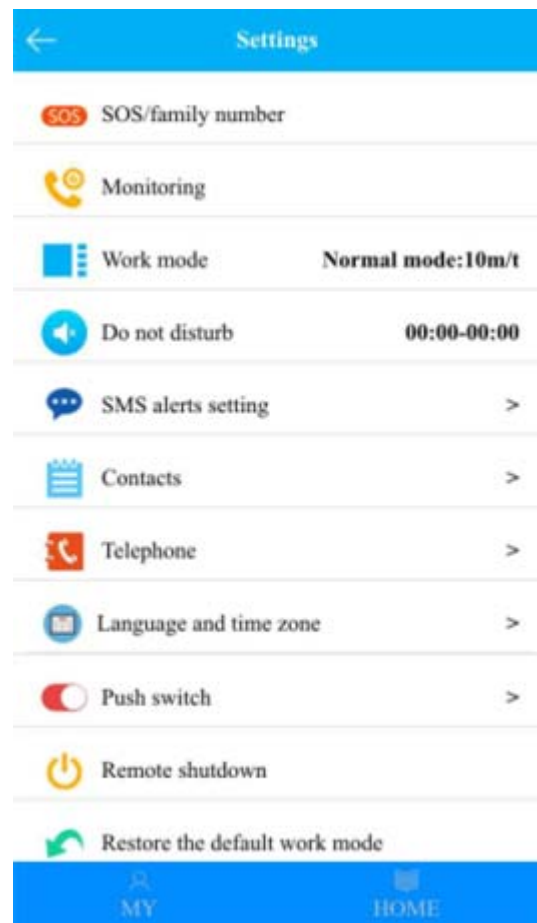 Settings
SOS SOS/family number
Monitoring
Work mode Normal mode:10m/t
Do not disturb 00:00-00:00
SMS alerts setting >
Contacts >
Telephone >
Language and time zone >
Push switch >
Remote shutdown
Restore the default work mode
MY HOME